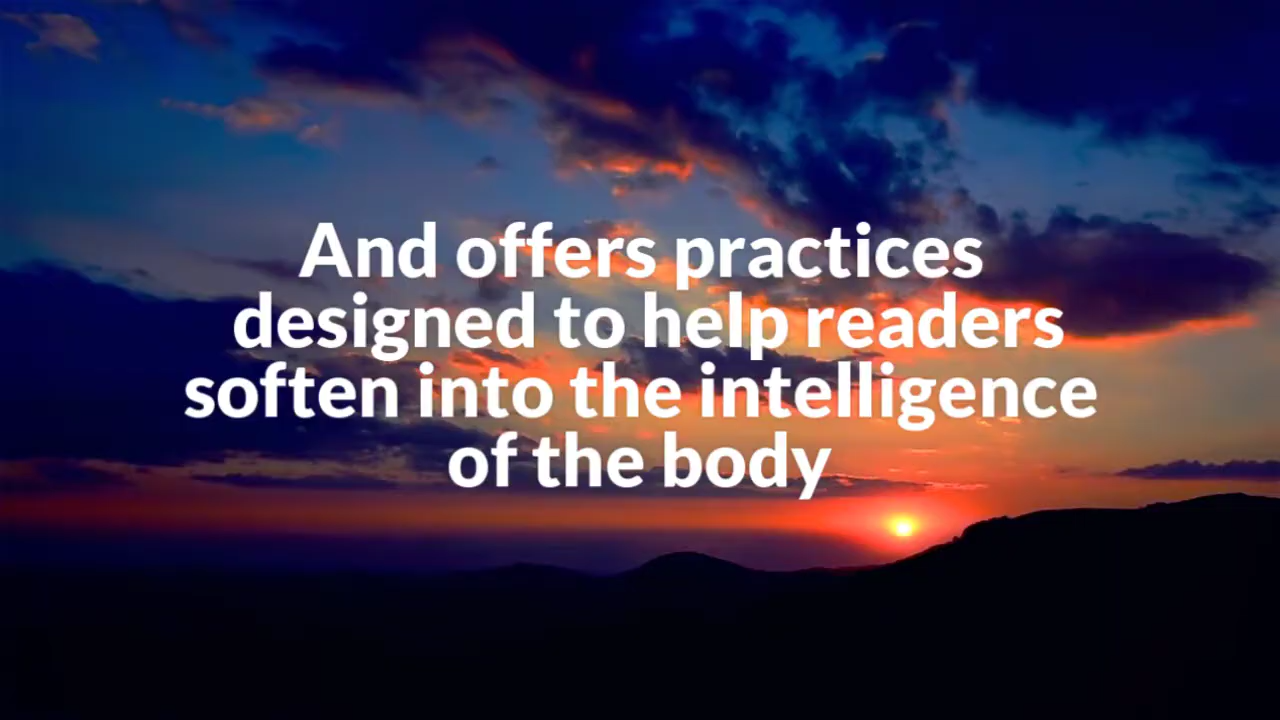 And offers practices
designed to help readers
soften into the intelligence
of the body